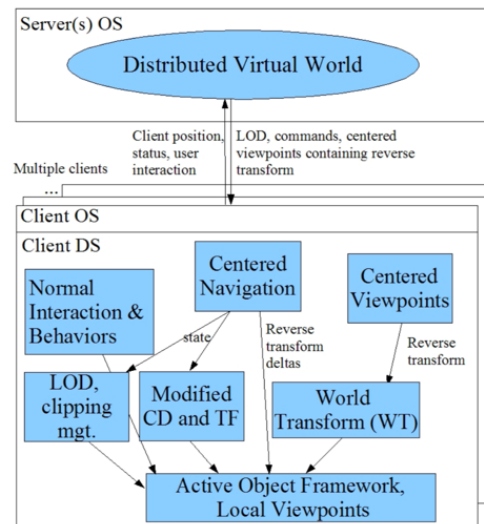 Server(s) OS
Distributed Virtual World
Client position,
status, user
interaction
LOD, commands, centered
viewpoints containing reverse
transform
Multiple clients
...
Client OS
Client DS
Normal
Interaction &
Behaviors
Centered
Navigation
Centered
Viewpoints
state
Reverse
transform
deltas
Reverse
transform
LOD,
clipping
mgt.
Modified
CD and TF
World
Transform (WT)
Active Object Framework,
Local Viewpoints